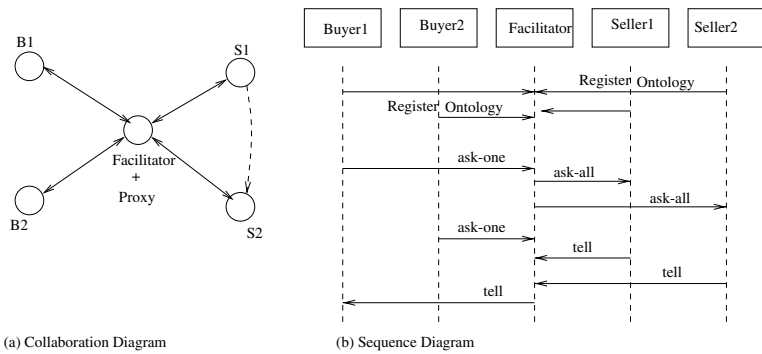 B1
S1
Facilitator
+
Proxy
B2
S2
(a) Collaboration Diagram
Buyer1
Buyer2
Facilitator
Seller1
Seller2
Register Ontology
Register Ontology
ask-one
ask-all
ask-all
ask-one
tell
tell
tell
(b) Sequence Diagram